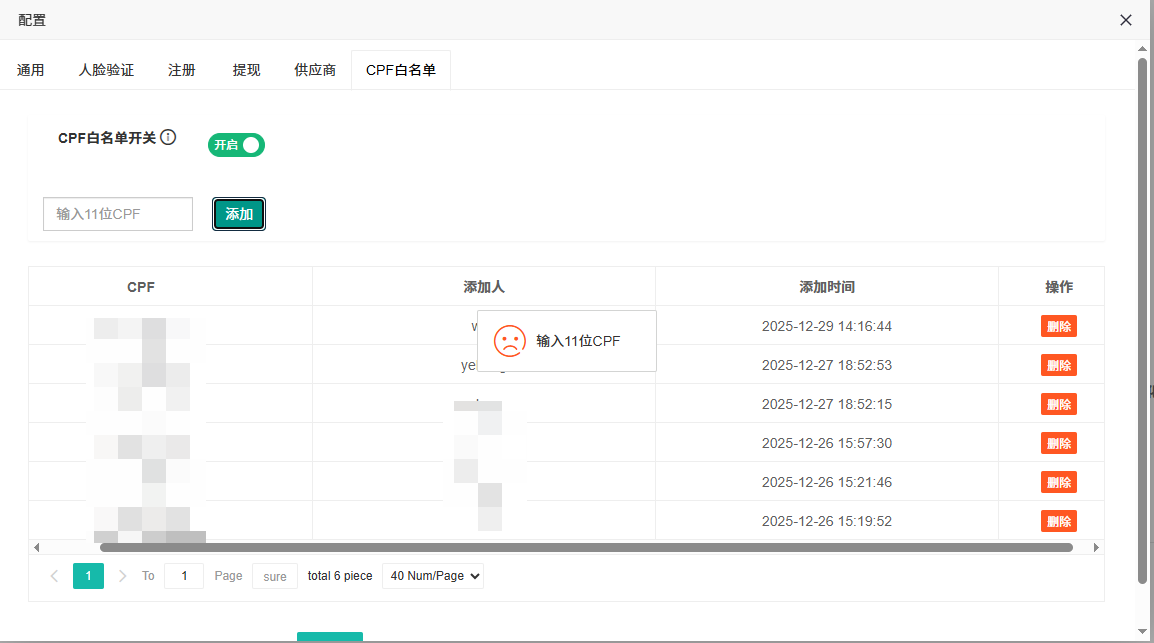 配置
通用 人脸验证 注册 提现 供应商 CPF白名单
CPF白名单开关 开启
输入11位CPF 添加
CPF 添加人 添加时间 操作
2025-12-29 14:16:44 删除
输入11位CPF
2025-12-27 18:52:53 删除
2025-12-27 18:52:15 删除
2025-12-26 15:57:30 删除
2025-12-26 15:21:46 删除
2025-12-26 15:19:52 删除
1 To 1 Page sure total 6 piece 40 Num/Page